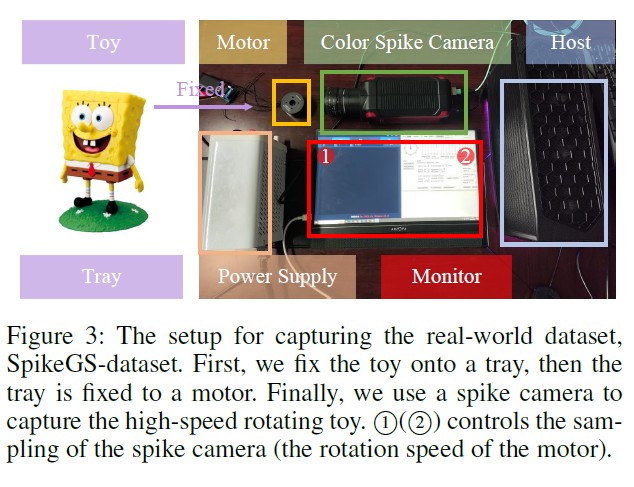 Toy
Motor
Color Spike Camera
Host
Fixed
1
2
Tray
Power Supply
Monitor
Figure 3: The setup for capturing the real-world dataset,
SpikeGS-dataset. First, we fix the toy onto a tray, then the
tray is fixed to a motor. Finally, we use a spike camera to
capture the high-speed rotating toy. ①(②) controls the sam-
pling of the spike camera (the rotation speed of the motor).